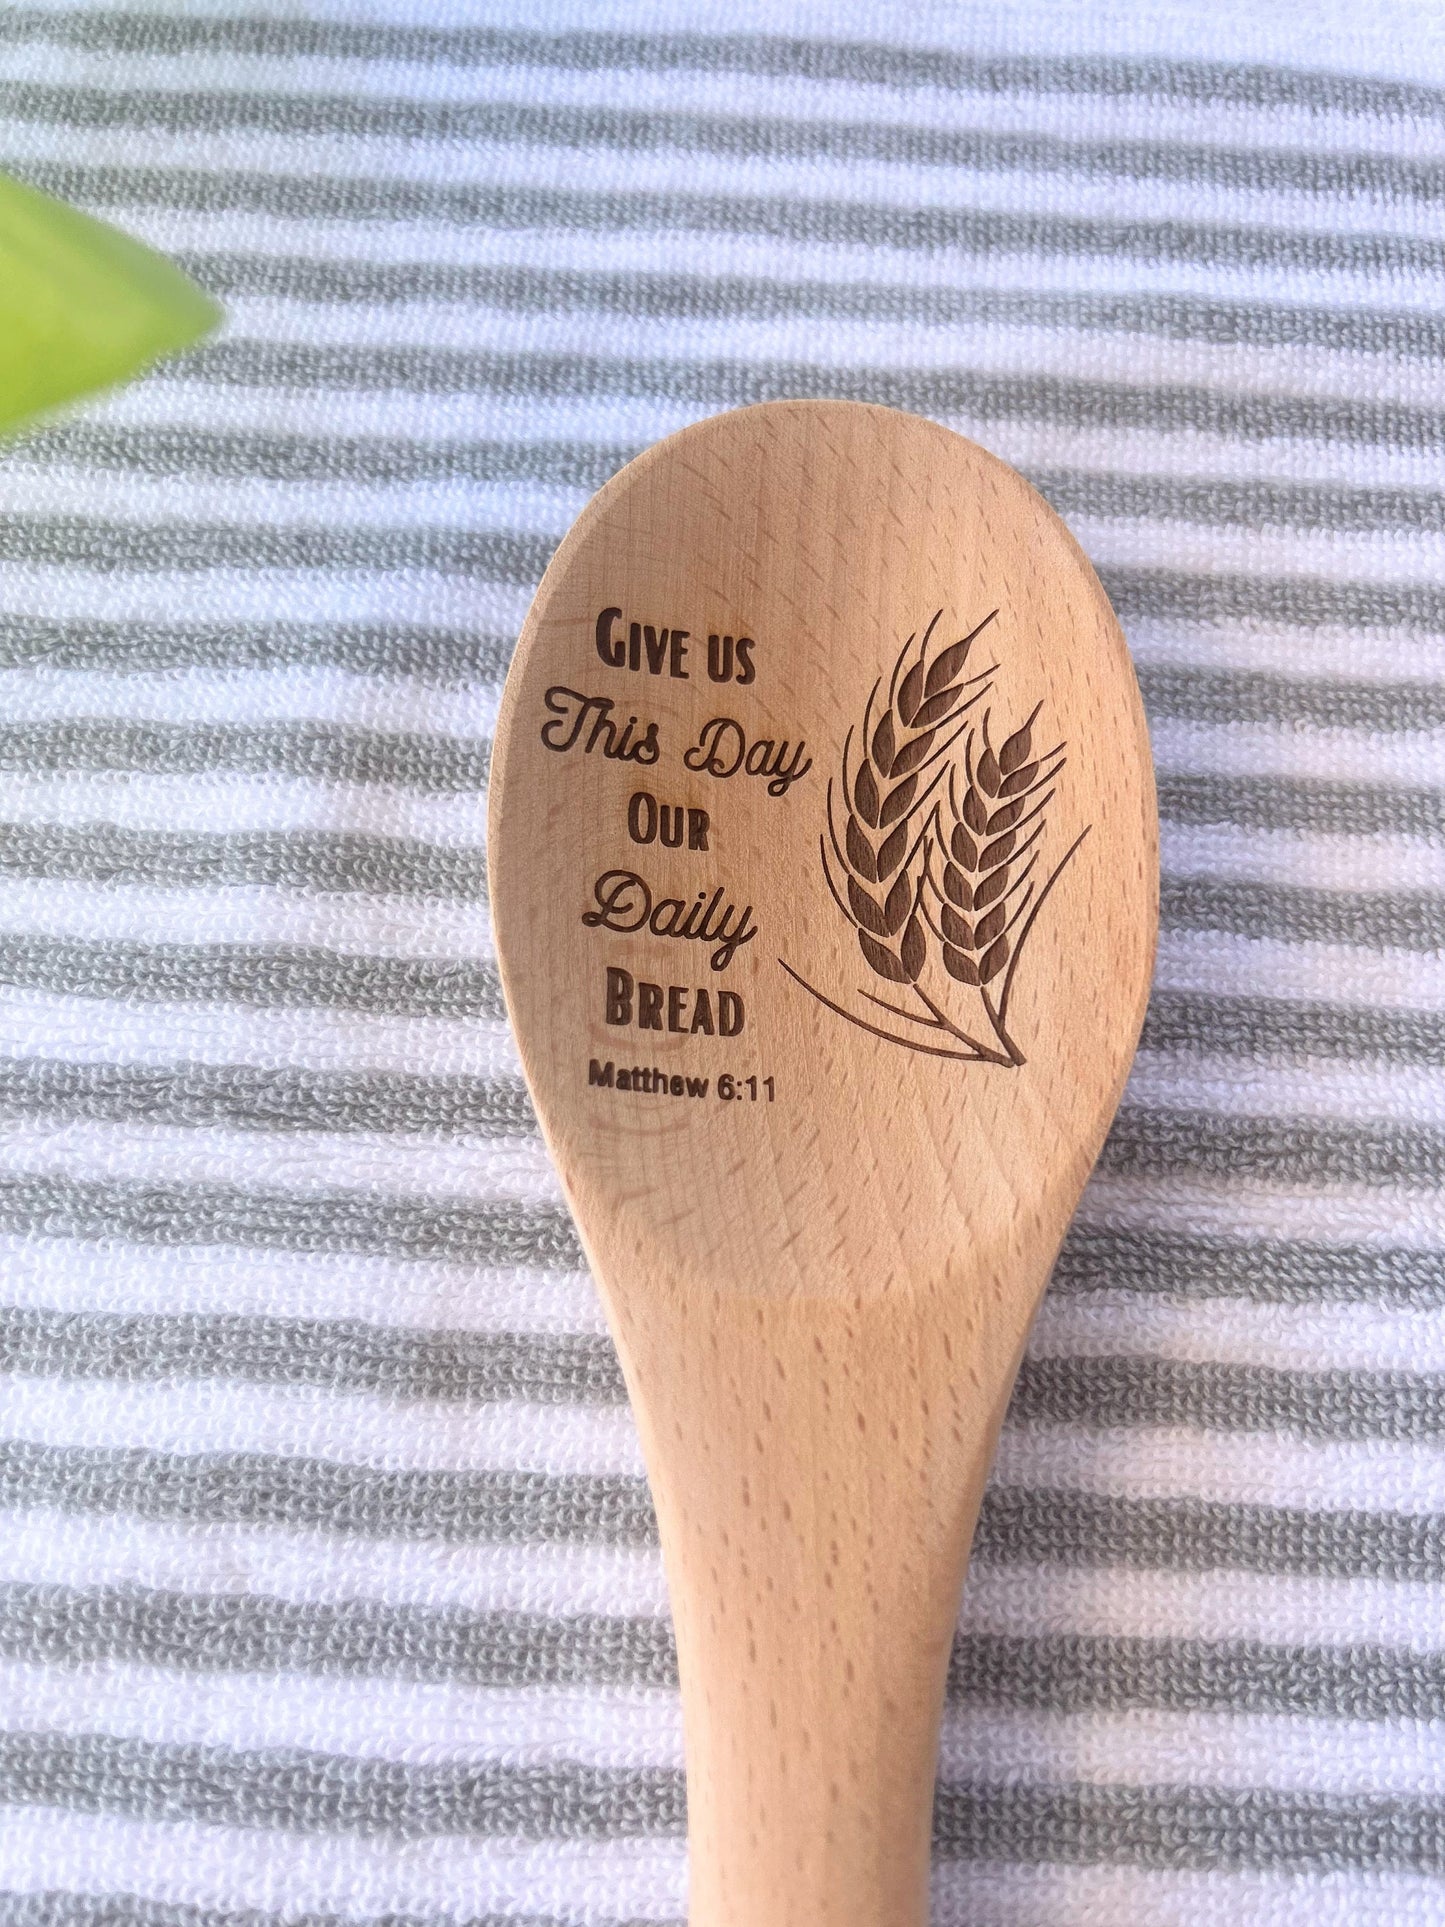 Give us
This Day
Our
Daily
Bread
Matthew 6:11